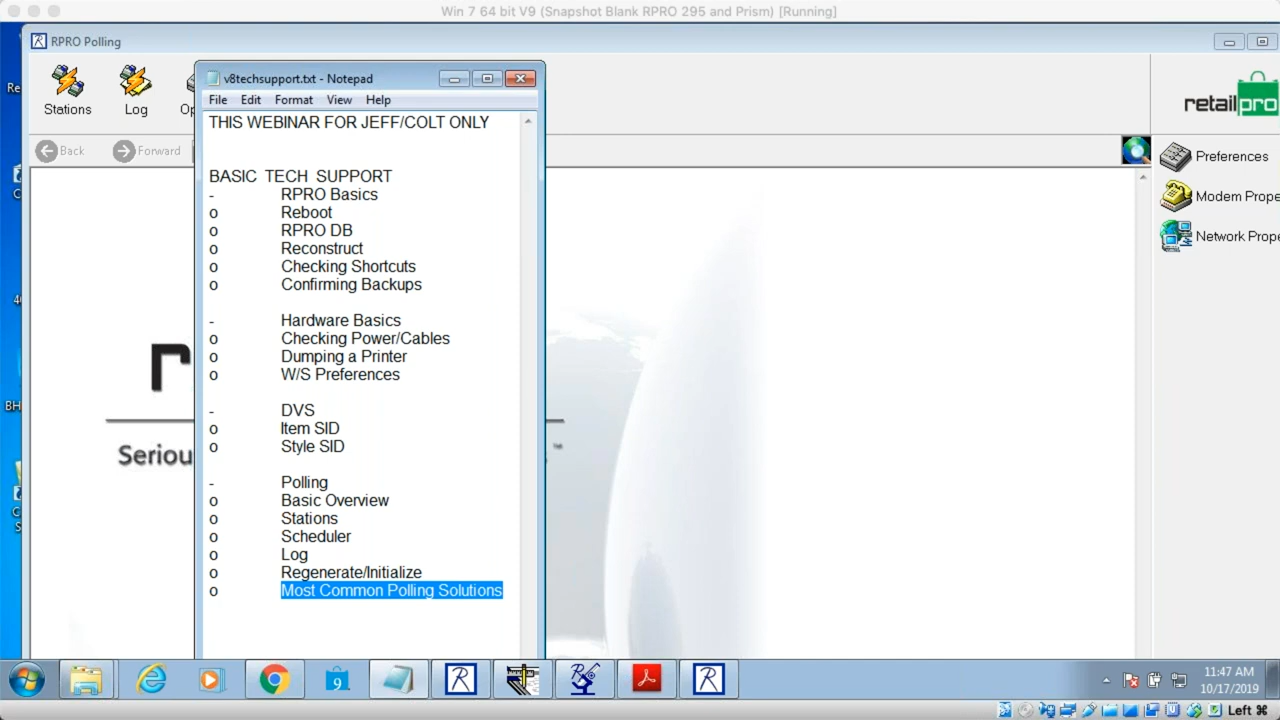 Win 7 64 bit V9 (Snapshot Blank RPRO 295 and Prism) [Running]
RPRO Polling
Stations
Log
Back
Forward
v8techsupport.txt - Notepad
File Edit Format View Help
THIS WEBINAR FOR JEFF/COLT ONLY
BASIC TECH SUPPORT
- RPRO Basics
o Reboot
o RPRO DB
o Reconstruct
o Checking Shortcuts
o Confirming Backups
- Hardware Basics
o Checking Power/Cables
o Dumping a Printer
o W/S Preferences
- DVS
o Item SID
o Style SID
- Polling
o Basic Overview
o Stations
o Scheduler
o Log
o Regenerate/Initialize
o Most Common Polling Solutions
retailpro
Preferences
Modem Prope
Network Prop
Seriou
11:47 AM
10/17/2019
Left ⌘